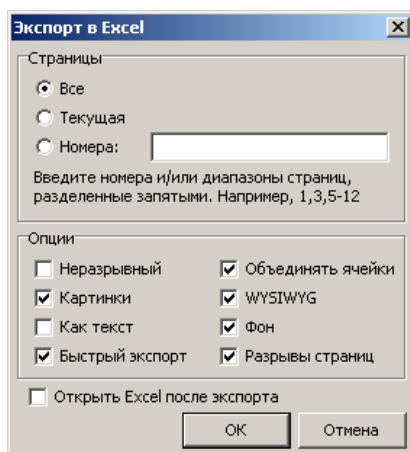 Экспорт в Excel
Страницы
Все
Текущая
Номера:
Введите номера и/или диапазоны страниц,
разделенные запятыми. Например, 1,3,5-12
Опции
Неразрывный
Объединять ячейки
Картинки
WYSIWYG
Как текст
Фон
Быстрый экспорт
Разрывы страниц
Открыть Excel после экспорта
ОК
Отмена